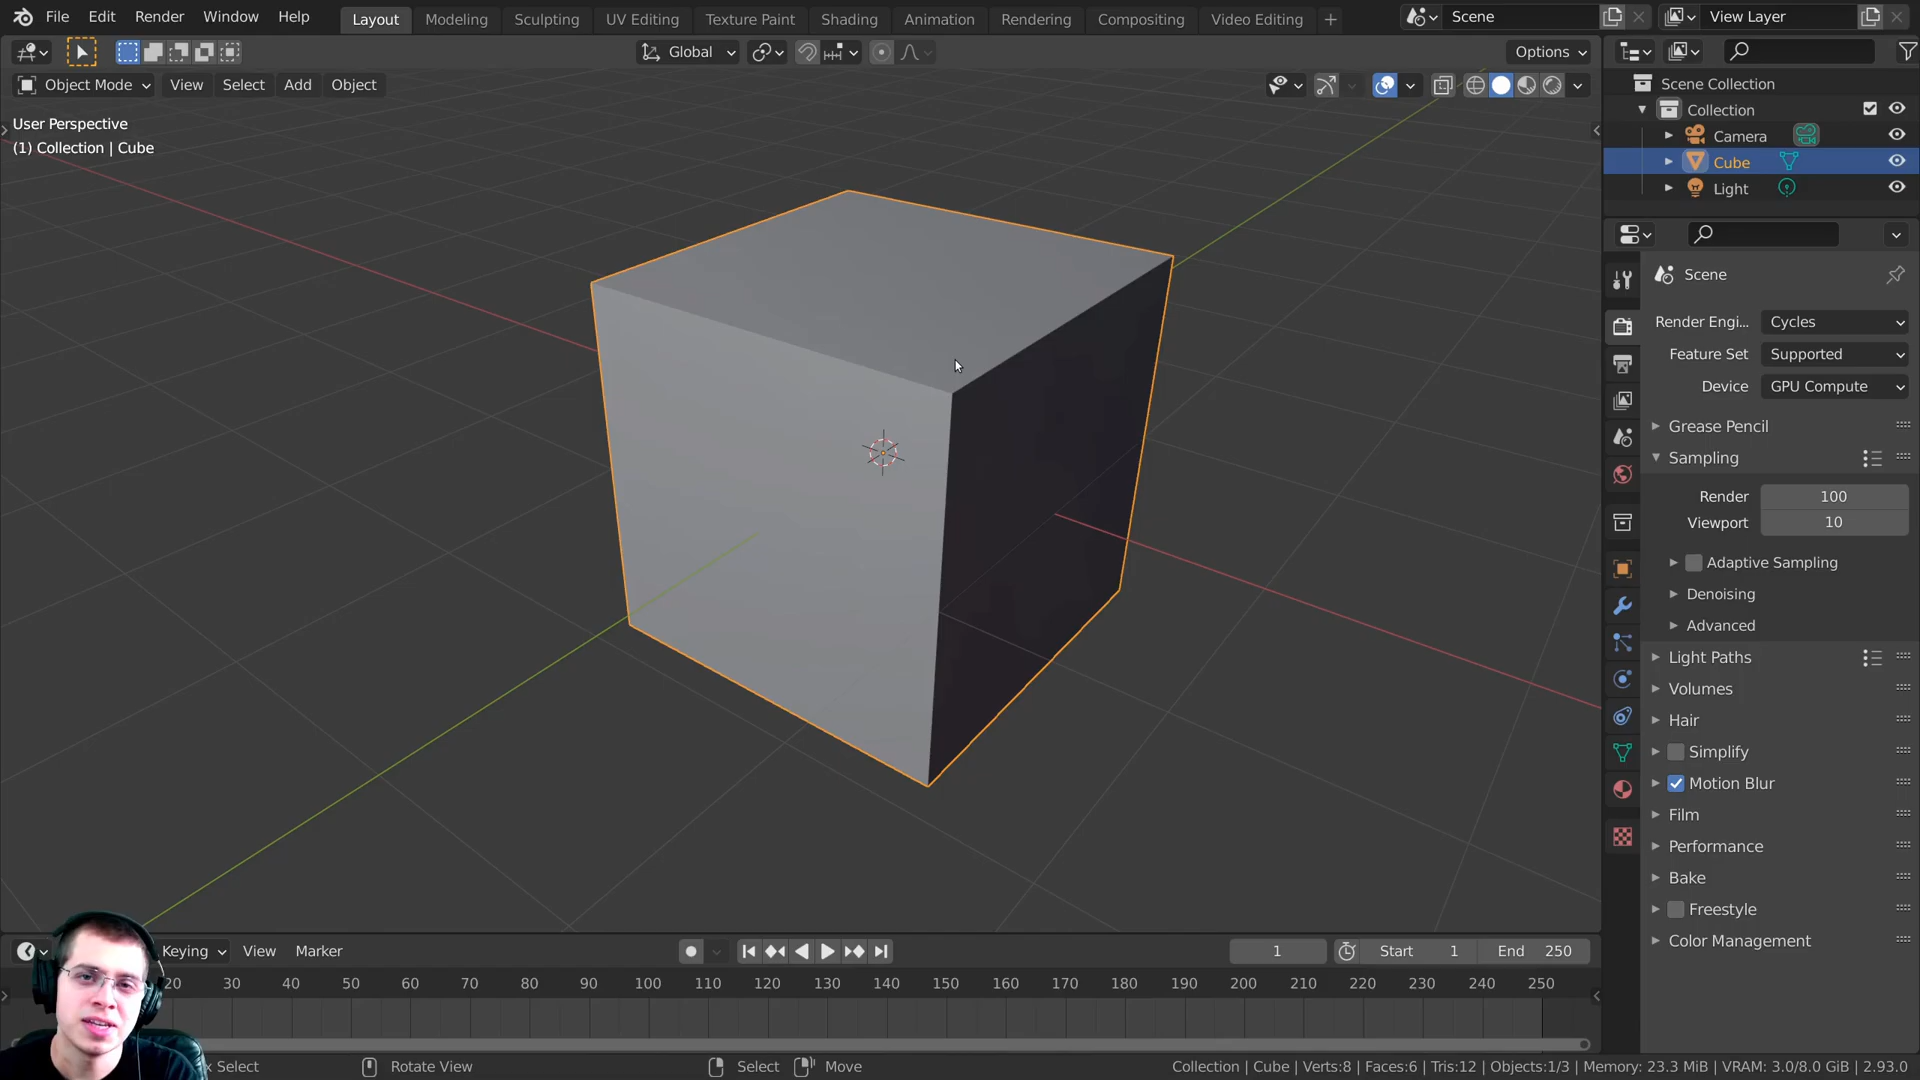 File Edit Render Window Help Layout Modeling Sculpting UV Editing Texture Paint Shading Animation Rendering Compositing Video Editing + Scene View Layer
Global Options
Object Mode View Select Add Object
User Perspective
(1) Collection | Cube
Scene Collection
Collection
Camera
Cube
Light
Scene
Render Engi... Cycles
Feature Set Supported
Device GPU Compute
Grease Pencil
Sampling
Render 100
Viewport 10
Adaptive Sampling
Denoising
Advanced
Light Paths
Volumes
Hair
Simplify
Motion Blur
Film
Performance
Bake
Freestyle
Color Management
Keying View Marker 1 Start 1 End 250
20 30 40 50 60 70 80 90 100 110 120 130 140 150 160 170 180 190 200 210 220 230 240 250
Select Rotate View Select Move Collection | Cube | Verts:8 | Faces:6 | Tris:12 | Objects:1/3 | Memory: 23.3 MiB | VRAM: 3.0/8.0 GiB | 2.93.0